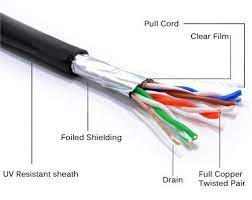 Pull Cord
Clear Film
Foiled Shielding
UV Resistant sheath
Drain
Full Copper
Twisted Pair